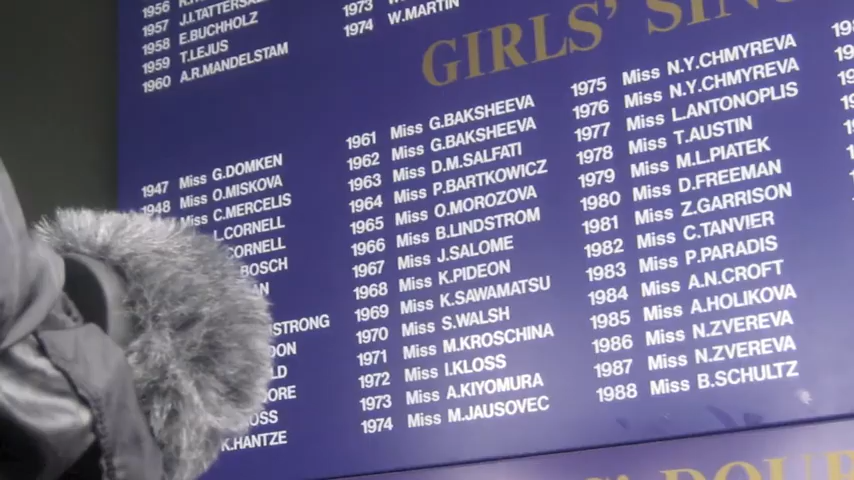 1956
1957 J.I.TATTERSA
1958 E.BUCHHOLZ
1959 T.LEJUS
1960 A.R.MANDELSTAM
1973
1974 W.MARTIN
GIRLS' SIN
1947 Miss G.DOMKEN
1948 Miss O.MISKOVA
Miss C.MERCELIS
L.CORNELL
CORNELL
BOSCH
STRONG
DON
LD
ORE
OSS
K.HANTZE
1961 Miss G.BAKSHEEVA
1962 Miss G.BAKSHEEVA
1963 Miss D.M.SALFATI
1964 Miss P.BARTKOWICZ
1965 Miss O.MOROZOVA
1966 Miss B.LINDSTROM
1967 Miss J.SALOME
1968 Miss K.PIDEON
1969 Miss K.SAWAMATSU
1970 Miss S.WALSH
1971 Miss M.KROSCHINA
1972 Miss I.KLOSS
1973 Miss A.KIYOMURA
1974 Miss M.JAUSOVEC
1975 Miss N.Y.CHMYREVA
1976 Miss N.Y.CHMYREVA
1977 Miss L.ANTONOPLIS
1978 Miss T.AUSTIN
1979 Miss M.L.PIATEK
1980 Miss D.FREEMAN
1981 Miss Z.GARRISON
1982 Miss C.TANVIER
1983 Miss P.PARADIS
1984 Miss A.N.CROFT
1985 Miss A.HOLIKOVA
1986 Miss N.ZVEREVA
1987 Miss N.ZVEREVA
1988 Miss B.SCHULTZ
' DOUB